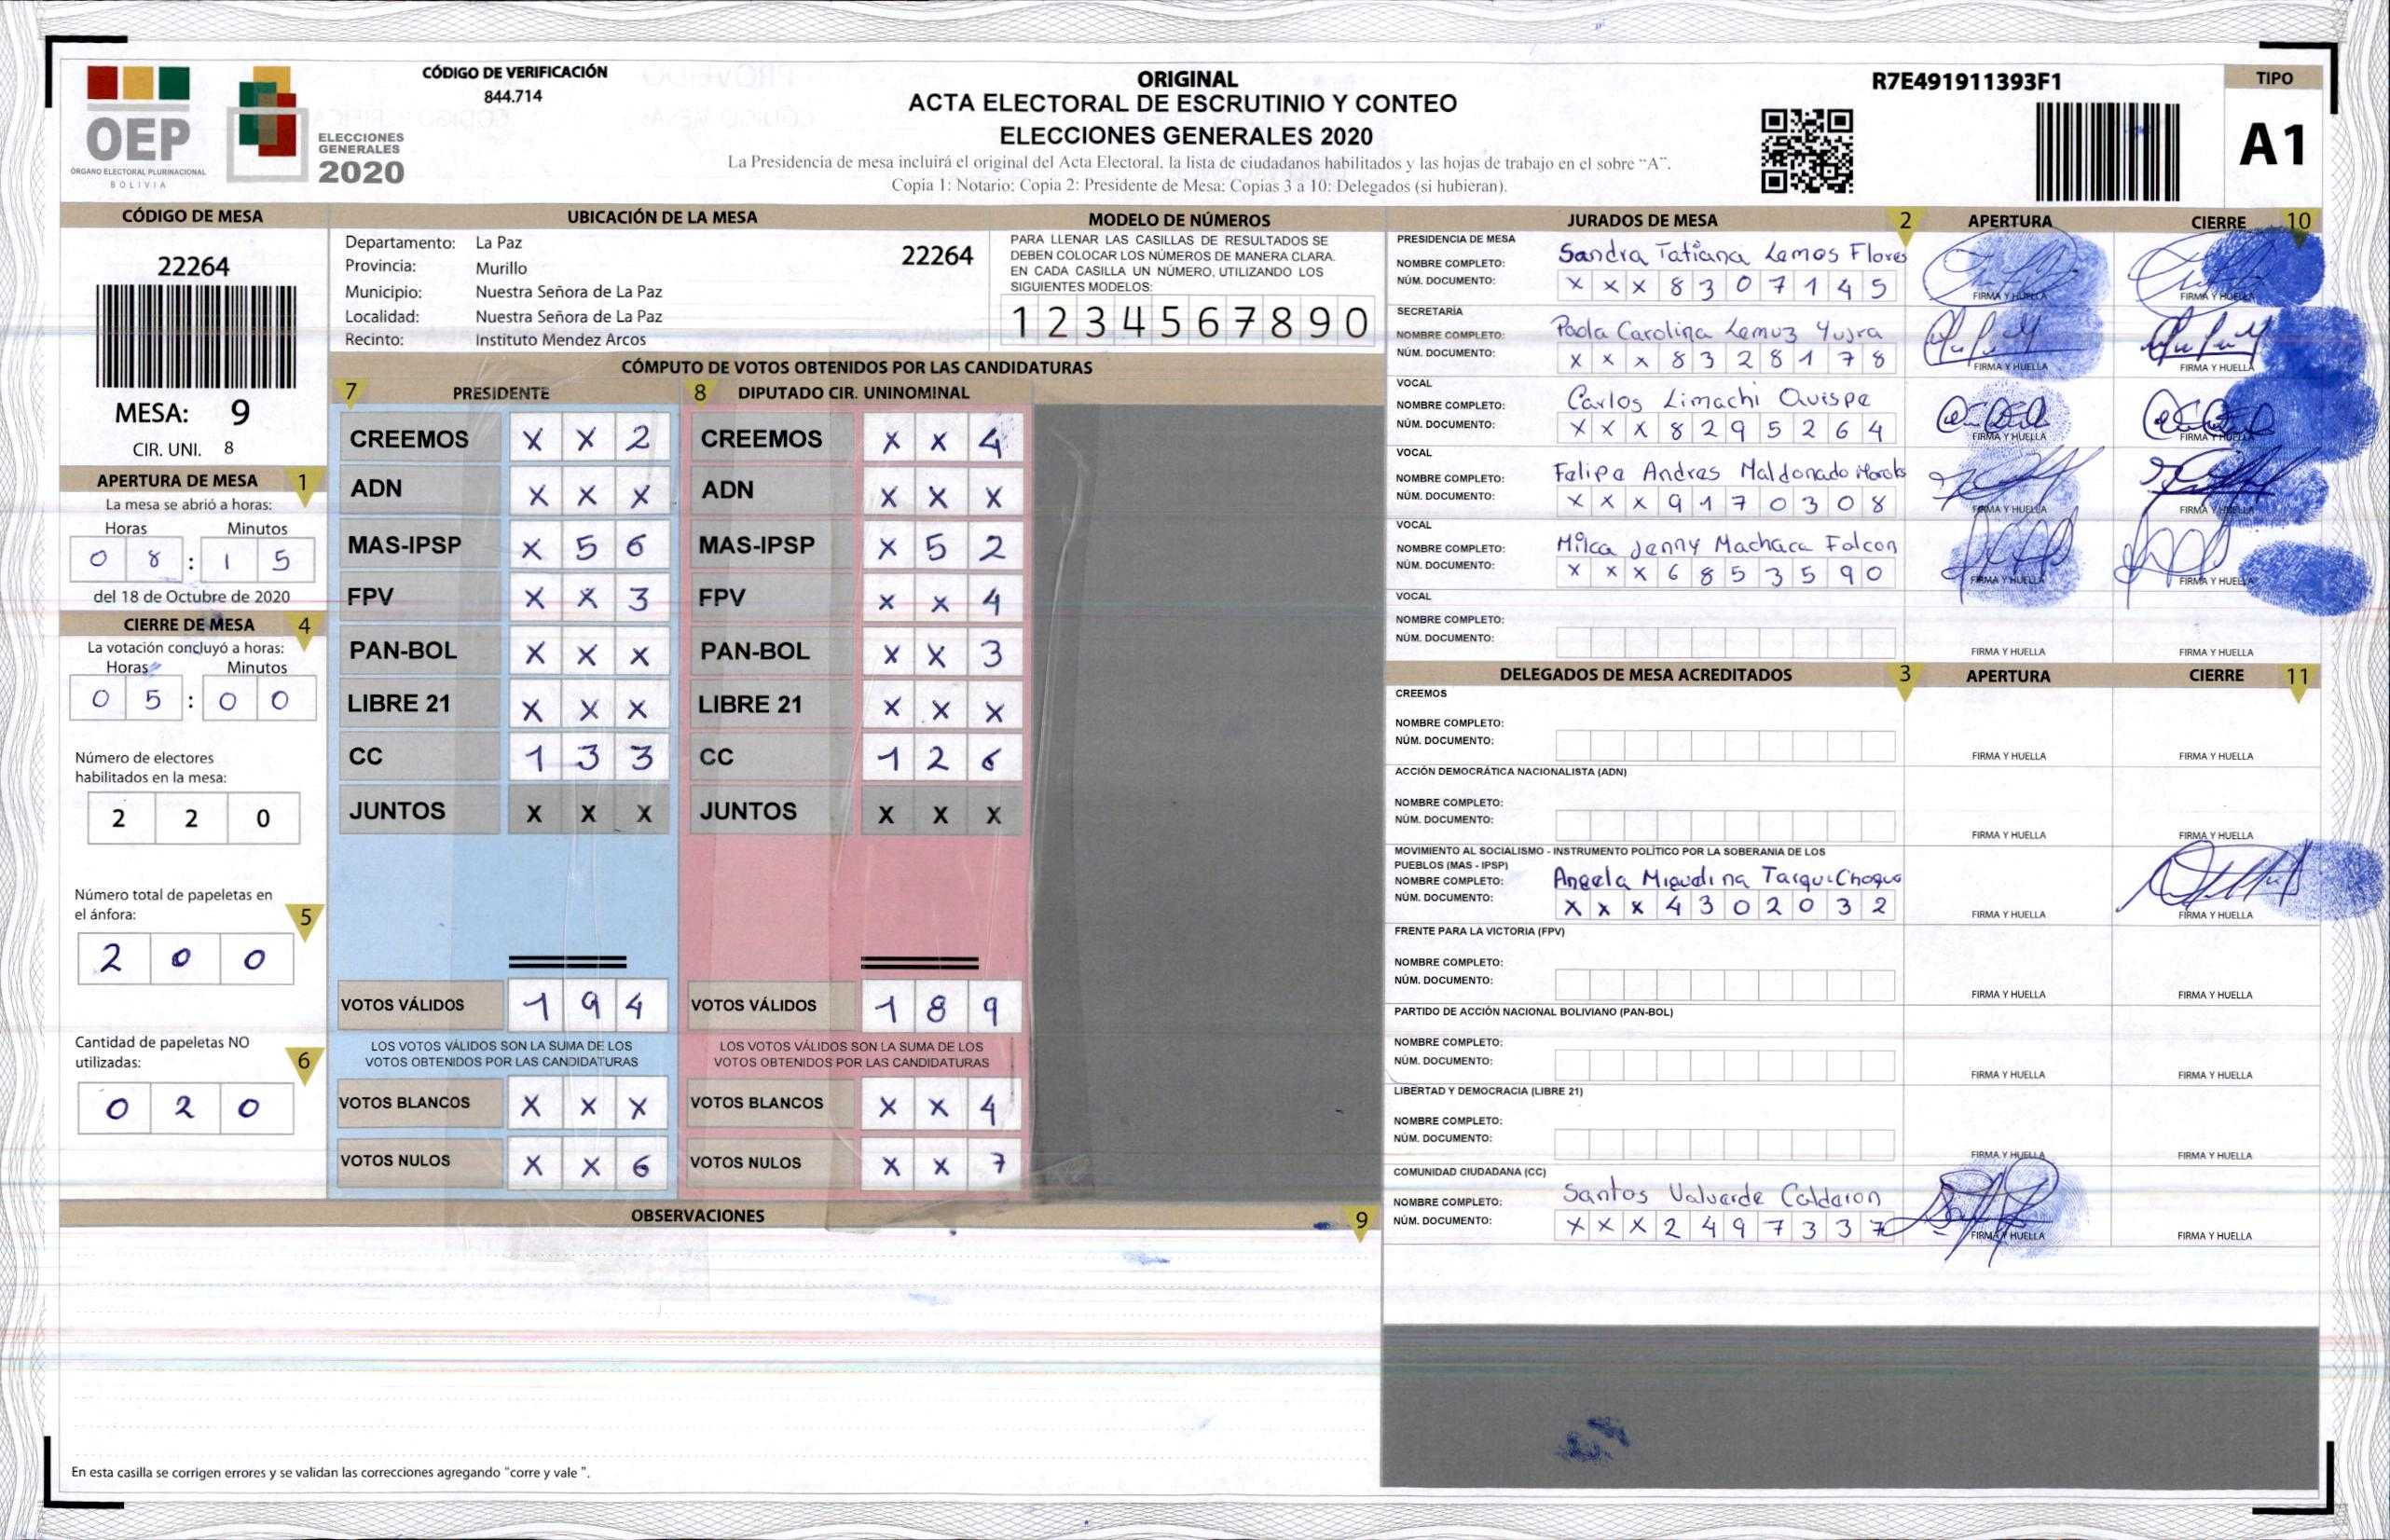 CÓDIGO DE VERIFICACIÓN
844.714
OEP
ÓRGANO ELECTORAL PLURINACIONAL
BOLIVIA
ELECCIONES
GENERALES
2020
ORIGINAL
ACTA ELECTORAL DE ESCRUTINIO Y CONTEO
ELECCIONES GENERALES 2020
La Presidencia de mesa incluirá el original del Acta Electoral, la lista de ciudadanos habilitados y las hojas de trabajo en el sobre "A".
Copia 1: Notario; Copia 2: Presidente de Mesa; Copias 3 a 10: Delegados (si hubieran).
R7E491911393F1
TIPO
A1
CÓDIGO DE MESA
22264
MESA: 9
CIR. UNI. 8
APERTURA DE MESA 1
La mesa se abrió a horas:
Horas Minutos
0 8 : 1 5
del 18 de Octubre de 2020
CIERRE DE MESA 4
La votación concluyó a horas:
Horas Minutos
0 5 : 0 0
Número de electores
habilitados en la mesa:
2 2 0
Número total de papeletas en
el ánfora: 5
2 0 0
Cantidad de papeletas NO
utilizadas: 6
0 2 0
UBICACIÓN DE LA MESA
Departamento: La Paz 22264
Provincia: Murillo
Municipio: Nuestra Señora de La Paz
Localidad: Nuestra Señora de La Paz
Recinto: Instituto Mendez Arcos
MODELO DE NÚMEROS
PARA LLENAR LAS CASILLAS DE RESULTADOS SE
DEBEN COLOCAR LOS NÚMEROS DE MANERA CLARA.
EN CADA CASILLA UN NÚMERO, UTILIZANDO LOS
SIGUIENTES MODELOS:
1 2 3 4 5 6 7 8 9 0
CÓMPUTO DE VOTOS OBTENIDOS POR LAS CANDIDATURAS
7 PRESIDENTE 8 DIPUTADO CIR. UNINOMINAL
CREEMOS X X 2 CREEMOS X X 4
ADN X X X ADN X X X
MAS-IPSP X 5 6 MAS-IPSP X 5 2
FPV X X 3 FPV X X 4
PAN-BOL X X X PAN-BOL X X 3
LIBRE 21 X X X LIBRE 21 X X X
CC 1 3 3 CC 1 2 6
JUNTOS X X X JUNTOS X X X
VOTOS VÁLIDOS 1 9 4 VOTOS VÁLIDOS 1 8 9
LOS VOTOS VÁLIDOS SON LA SUMA DE LOS LOS VOTOS VÁLIDOS SON LA SUMA DE LOS
VOTOS OBTENIDOS POR LAS CANDIDATURAS VOTOS OBTENIDOS POR LAS CANDIDATURAS
VOTOS BLANCOS X X X VOTOS BLANCOS X X 4
VOTOS NULOS X X 6 VOTOS NULOS X X 7
OBSERVACIONES 9
En esta casilla se corrigen errores y se validan las correcciones agregando "corre y vale ".
JURADOS DE MESA 2 APERTURA CIERRE 10
PRESIDENCIA DE MESA
NOMBRE COMPLETO: Sandra Tatiana Lemos Flores
NÚM. DOCUMENTO: X X X 8 3 0 7 1 4 5 FIRMA Y HUELLA FIRMA Y HUELLA
SECRETARÍA
NOMBRE COMPLETO: Paola Carolina Lemuz Yujra
NÚM. DOCUMENTO: X X X 8 3 2 8 1 7 8 FIRMA Y HUELLA FIRMA Y HUELLA
VOCAL
NOMBRE COMPLETO: Carlos Limachi Quispe
NÚM. DOCUMENTO: X X X 8 2 9 5 2 6 4 FIRMA Y HUELLA FIRMA Y HUELLA
VOCAL
NOMBRE COMPLETO: Felipe Andres Maldonado
NÚM. DOCUMENTO: X X X 9 1 7 0 3 0 8 FIRMA Y HUELLA FIRMA Y HUELLA
VOCAL
NOMBRE COMPLETO: Milca Jenny Machaca Falcon
NÚM. DOCUMENTO: X X X 6 8 5 3 5 9 0 FIRMA Y HUELLA FIRMA Y HUELLA
VOCAL
NOMBRE COMPLETO:
NÚM. DOCUMENTO: FIRMA Y HUELLA FIRMA Y HUELLA
DELEGADOS DE MESA ACREDITADOS 3 APERTURA CIERRE 11
CREEMOS
NOMBRE COMPLETO:
NÚM. DOCUMENTO: FIRMA Y HUELLA FIRMA Y HUELLA
ACCIÓN DEMOCRÁTICA NACIONALISTA (ADN)
NOMBRE COMPLETO:
NÚM. DOCUMENTO: FIRMA Y HUELLA FIRMA Y HUELLA
MOVIMIENTO AL SOCIALISMO - INSTRUMENTO POLÍTICO POR LA SOBERANIA DE LOS
PUEBLOS (MAS - IPSP)
NOMBRE COMPLETO: Angela Miguelina Tarqui Choque
NÚM. DOCUMENTO: X X X 4 3 0 2 0 3 2 FIRMA Y HUELLA FIRMA Y HUELLA
FRENTE PARA LA VICTORIA (FPV)
NOMBRE COMPLETO:
NÚM. DOCUMENTO: FIRMA Y HUELLA FIRMA Y HUELLA
PARTIDO DE ACCIÓN NACIONAL BOLIVIANO (PAN-BOL)
NOMBRE COMPLETO:
NÚM. DOCUMENTO: FIRMA Y HUELLA FIRMA Y HUELLA
LIBERTAD Y DEMOCRACIA (LIBRE 21)
NOMBRE COMPLETO:
NÚM. DOCUMENTO: FIRMA Y HUELLA FIRMA Y HUELLA
COMUNIDAD CIUDADANA (CC)
NOMBRE COMPLETO: Santos Valverde Calderon
NÚM. DOCUMENTO: X X X 2 4 9 7 3 3 7 FIRMA Y HUELLA FIRMA Y HUELLA